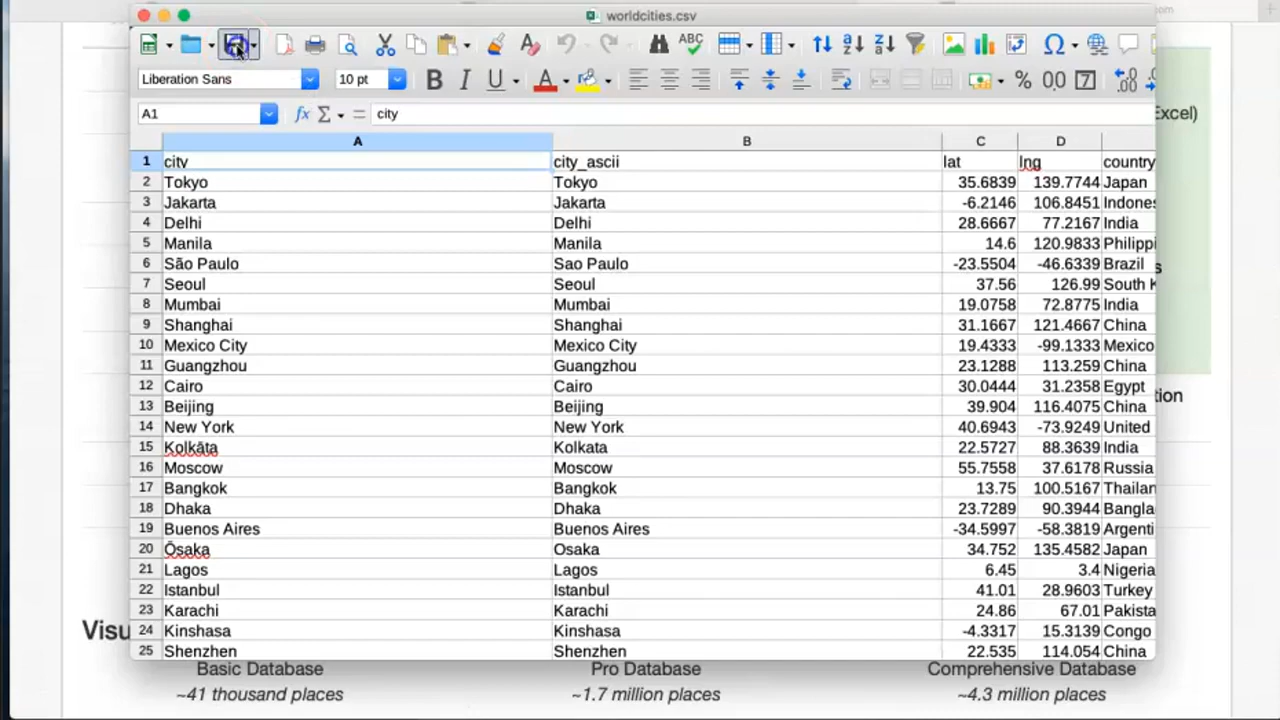 worldcities.csv
com
ABC
Liberation Sans
10 pt
B I U A % 00 7 .00
Excel)
A1
fx Σ = city
A B C D
1 city city_ascii lat lng country
2 Tokyo Tokyo 35.6839 139.7744 Japan
3 Jakarta Jakarta -6.2146 106.8451 Indones
4 Delhi Delhi 28.6667 77.2167 India
5 Manila Manila 14.6 120.9833 Philippi
6 São Paulo Sao Paulo -23.5504 -46.6339 Brazil
7 Seoul Seoul 37.56 126.99 South K
8 Mumbai Mumbai 19.0758 72.8775 India
9 Shanghai Shanghai 31.1667 121.4667 China
10 Mexico City Mexico City 19.4333 -99.1333 Mexico
11 Guangzhou Guangzhou 23.1288 113.259 China
12 Cairo Cairo 30.0444 31.2358 Egypt
13 Beijing Beijing 39.904 116.4075 China
14 New York New York 40.6943 -73.9249 United
15 Kolkāta Kolkata 22.5727 88.3639 India
16 Moscow Moscow 55.7558 37.6178 Russia
17 Bangkok Bangkok 13.75 100.5167 Thailan
18 Dhaka Dhaka 23.7289 90.3944 Bangla
19 Buenos Aires Buenos Aires -34.5997 -58.3819 Argenti
20 Ōsaka Osaka 34.752 135.4582 Japan
21 Lagos Lagos 6.45 3.4 Nigeria
22 Istanbul Istanbul 41.01 28.9603 Turkey
23 Karachi Karachi 24.86 67.01 Pakista
24 Kinshasa Kinshasa -4.3317 15.3139 Congo
25 Shenzhen Shenzhen 22.535 114.054 China
s
tion
Visu
Basic Database Pro Database Comprehensive Database
~41 thousand places ~1.7 million places ~4.3 million places